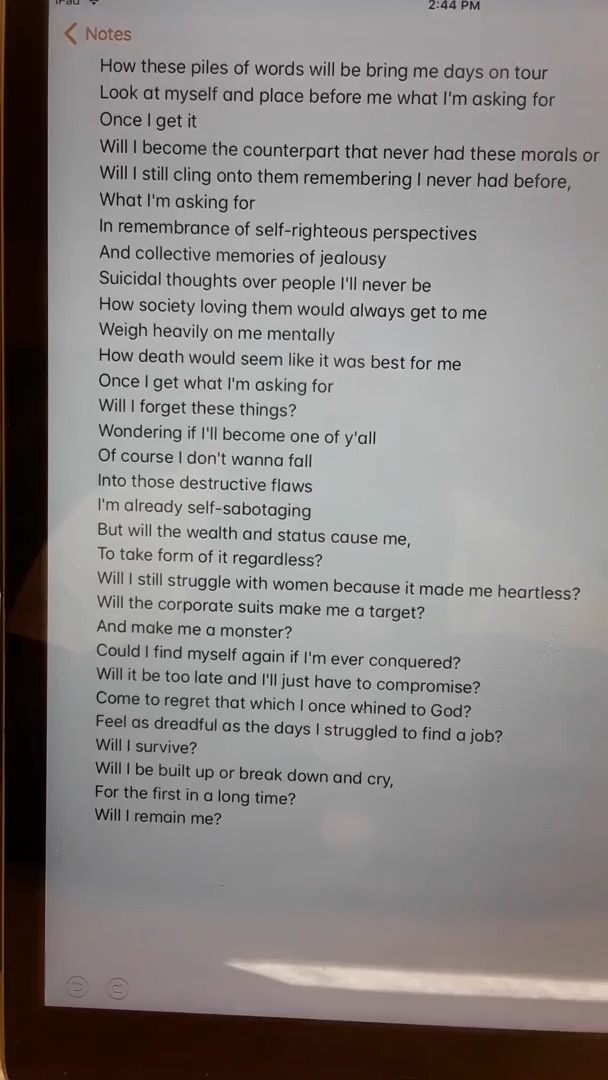 iPad
2:44 PM
Notes
How these piles of words will be bring me days on tour
Look at myself and place before me what I'm asking for
Once I get it
Will I become the counterpart that never had these morals or
Will I still cling onto them remembering I never had before,
What I'm asking for
In remembrance of self-righteous perspectives
And collective memories of jealousy
Suicidal thoughts over people I'll never be
How society loving them would always get to me
Weigh heavily on me mentally
How death would seem like it was best for me
Once I get what I'm asking for
Will I forget these things?
Wondering if I'll become one of y'all
Of course I don't wanna fall
Into those destructive flaws
I'm already self-sabotaging
But will the wealth and status cause me,
To take form of it regardless?
Will I still struggle with women because it made me heartless?
Will the corporate suits make me a target?
And make me a monster?
Could I find myself again if I'm ever conquered?
Will it be too late and I'll just have to compromise?
Come to regret that which I once whined to God?
Feel as dreadful as the days I struggled to find a job?
Will I survive?
Will I be built up or break down and cry,
For the first in a long time?
Will I remain me?